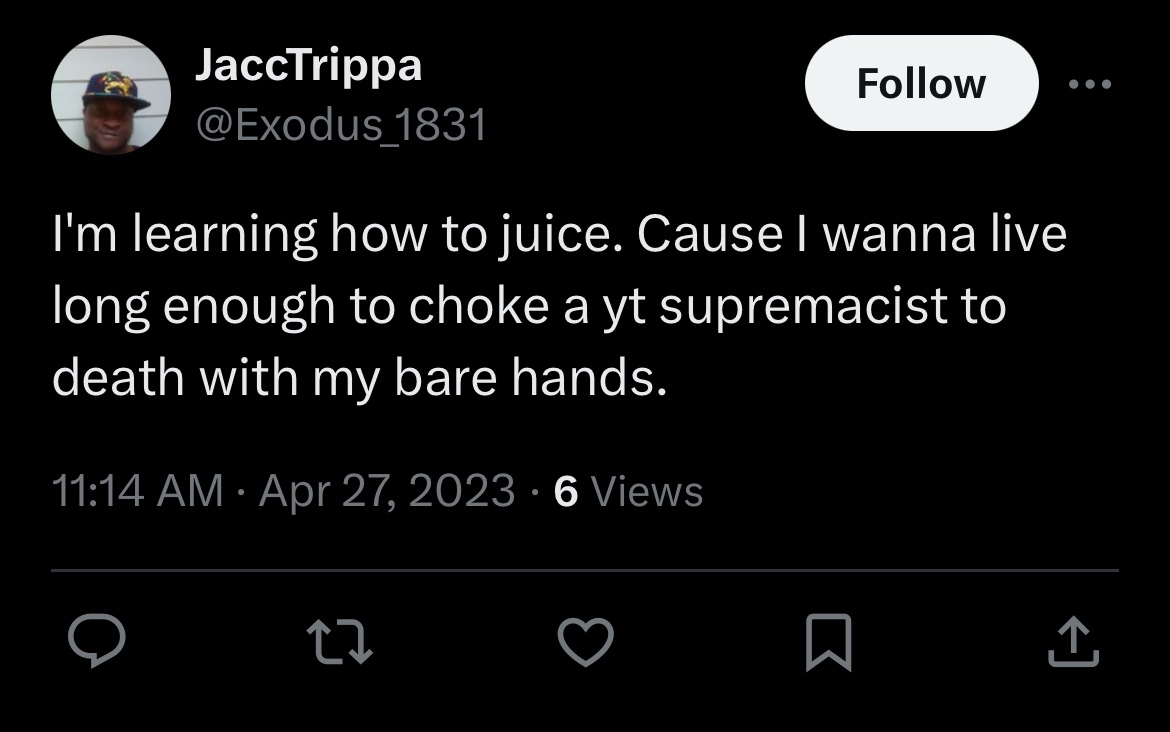 JaccTrippa
Follow
@Exodus_1831
I'm learning how to juice. Cause I wanna live
long enough to choke a yt supremacist to
death with my bare hands.
11:14 AM · Apr 27, 2023 · 6 Views